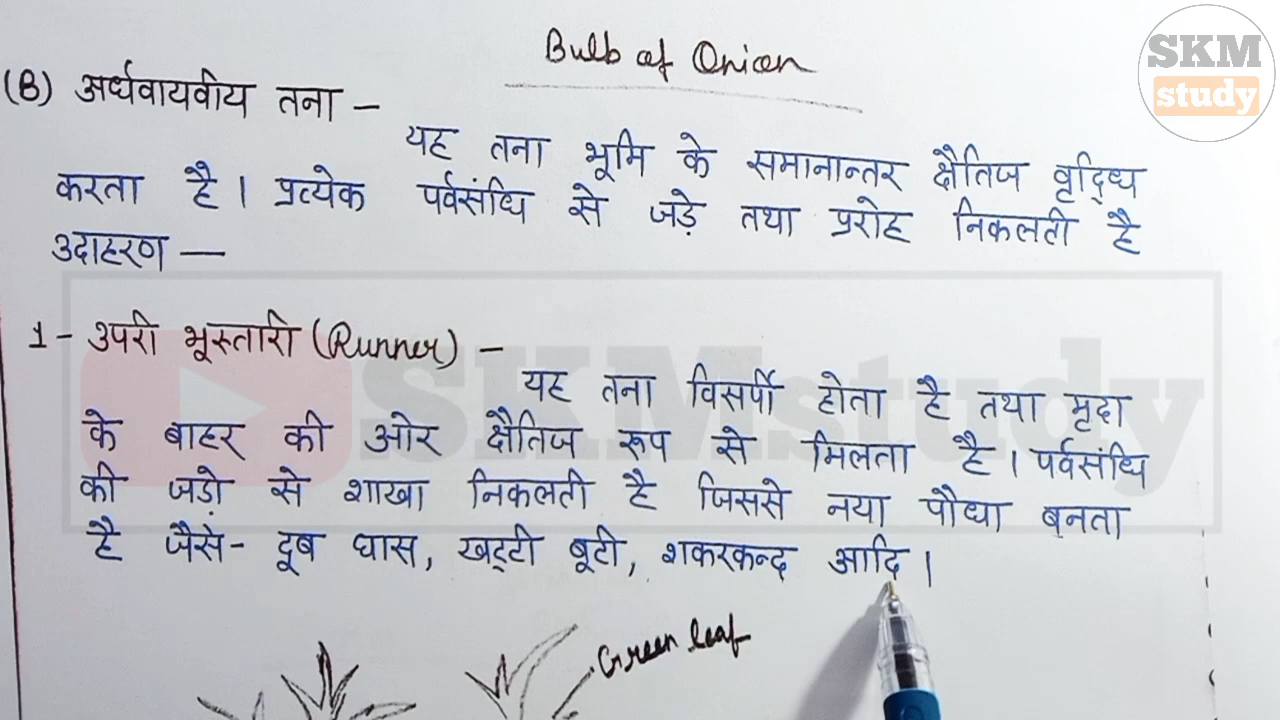 Bulb of Onion
SKM
study
(B) अर्धवायवीय तना –
यह तना भूमि के समानान्तर क्षैतिज वृद्धि
करता है। प्रत्येक पर्वसंधि से जड़े तथा प्ररोह निकलती है
उदाहरण —
1 - उपरी भूस्तारी (Runner) –
यह तना विसर्पी होता है तथा मृदा
के बाहर की ओर क्षैतिज रूप से मिलता है। पर्वसंधि
की जड़ो से शाखा निकलती है जिससे नया पौधा बनता
है जैसे- दूब घास, खट्टी बूटी, शकरकन्द आदि।
SKMstudy
Green leaf